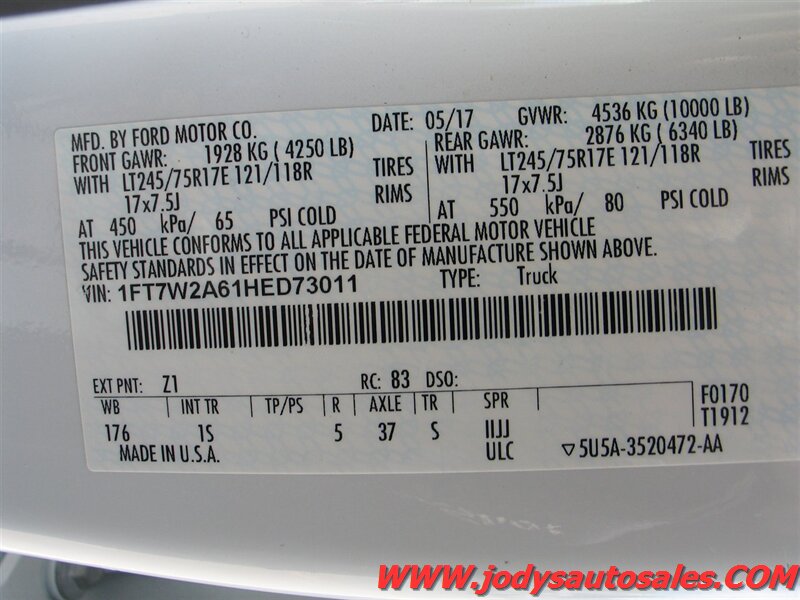 MFD. BY FORD MOTOR CO.
DATE: 05/17 GVWR: 4536 KG (10000 LB)
FRONT GAWR: 1928 KG ( 4250 LB)
REAR GAWR: 2876 KG ( 6340 LB)
WITH LT245/75R17E 121/118R TIRES
WITH LT245/75R17E 121/118R TIRES
17x7.5J RIMS
17x7.5J RIMS
AT 450 kPa/ 65 PSI COLD
AT 550 kPa/ 80 PSI COLD
THIS VEHICLE CONFORMS TO ALL APPLICABLE FEDERAL MOTOR VEHICLE
SAFETY STANDARDS IN EFFECT ON THE DATE OF MANUFACTURE SHOWN ABOVE.
VIN: 1FT7W2A61HED73011 TYPE: Truck
EXT PNT: Z1 RC: 83 DSO:
WB INT TR TP/PS R AXLE TR SPR F0170
176 1S 5 37 S IIJJ T1912
MADE IN U.S.A. ULC ▽5U5A-3520472-AA
WWW.jodysautosales.COM